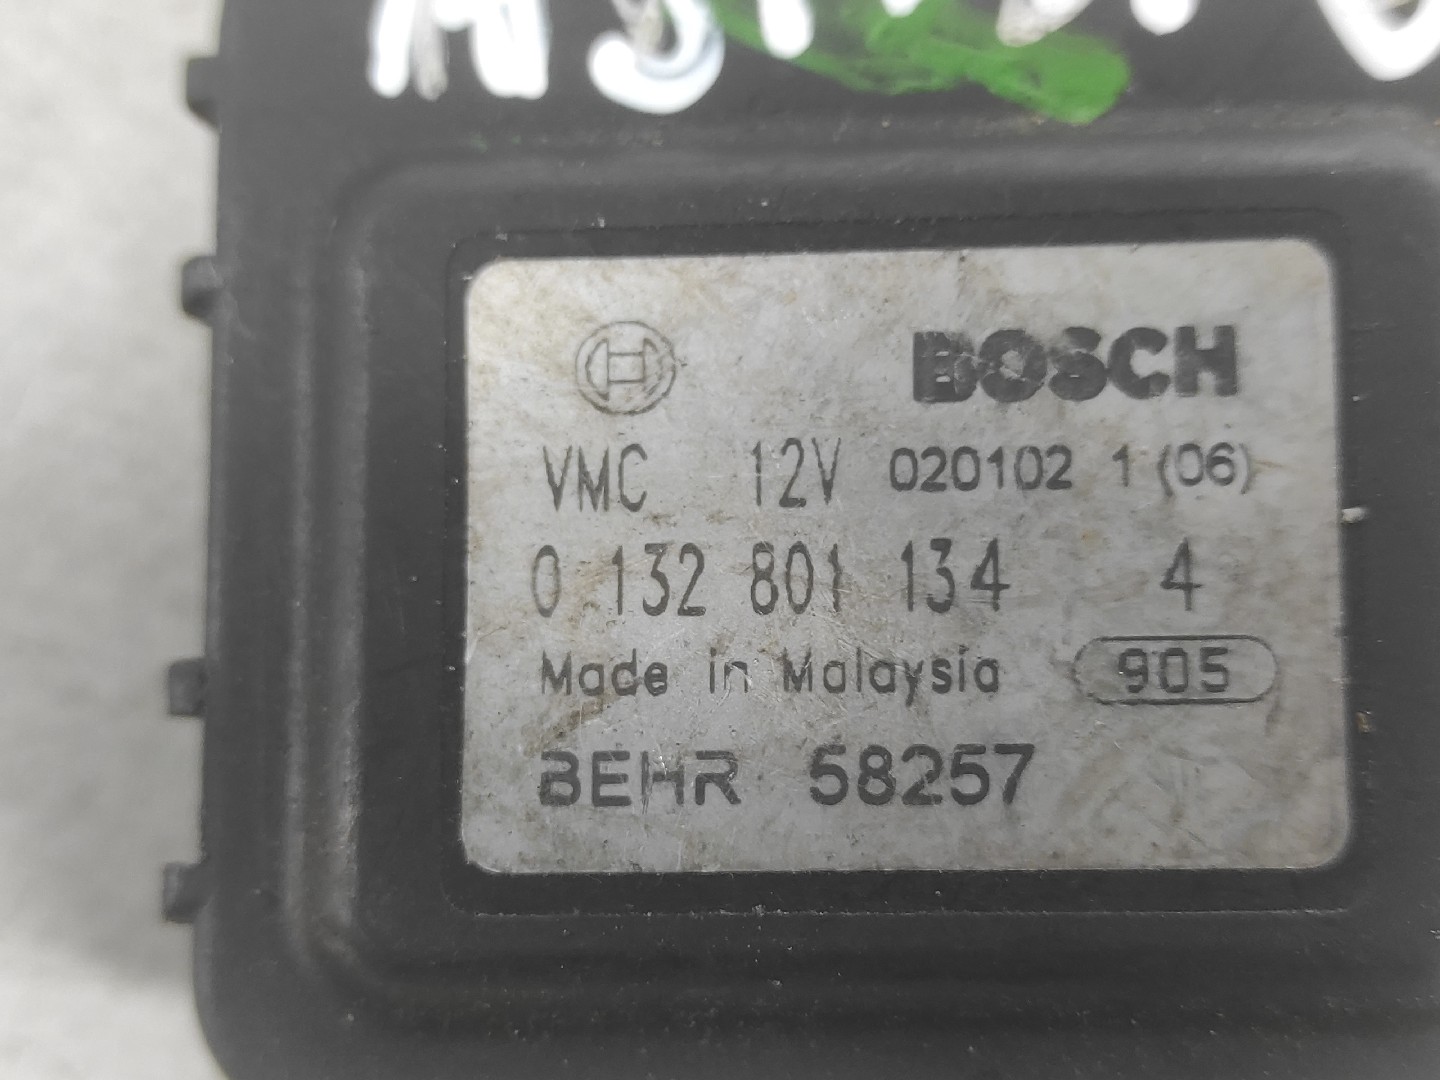 BOSCH
VMC 12V 020102 1 (06)
0 132 801 134 4
Made in Malaysia 905
BEHR 58257